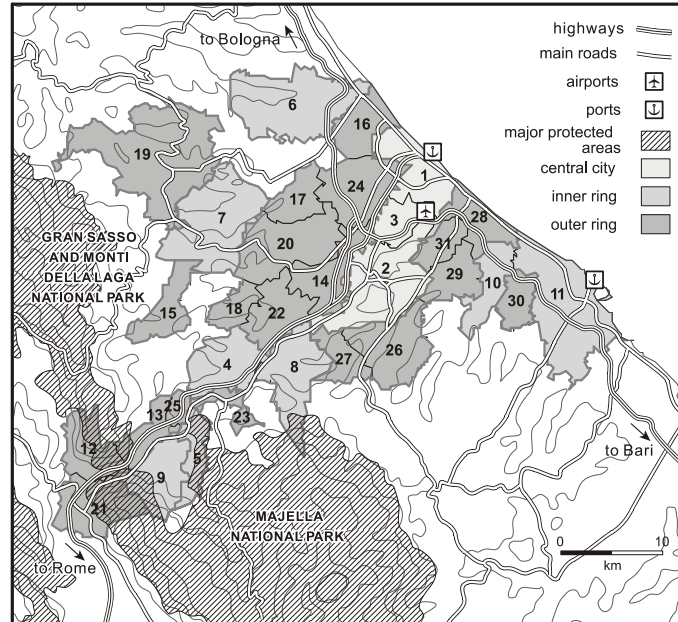 to Bologna
highways
main roads
airports
ports
major protected
areas
central city
inner ring
outer ring
6
16
19
1
24
17
7
3
28
20
31
GRAN SASSO
AND MONTI
DELLA LAGA
NATIONAL PARK
2
29
14
10
11
30
15
18
22
26
27
4
8
25
13
23
12
5
9
21
to Bari
MAJELLA
NATIONAL PARK
0
10
km
to Rome